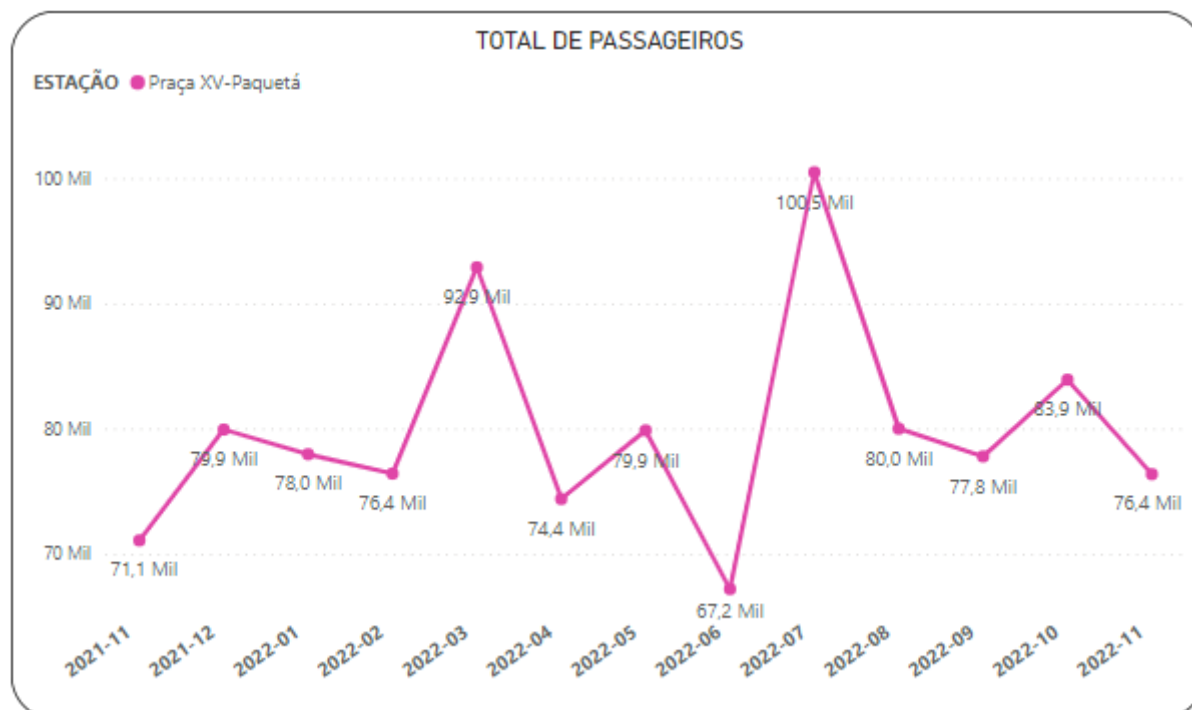 TOTAL DE PASSAGEIROS
ESTAÇÃO Praça XV-Paquetá
100 Mil
90 Mil
80 Mil
70 Mil
71,1 Mil
79,9 Mil
78,0 Mil
76,4 Mil
92,9 Mil
74,4 Mil
79,9 Mil
67,2 Mil
100,5 Mil
80,0 Mil
77,8 Mil
83,9 Mil
76,4 Mil
2021-11
2021-12
2022-01
2022-02
2022-03
2022-04
2022-05
2022-06
2022-07
2022-08
2022-09
2022-10
2022-11